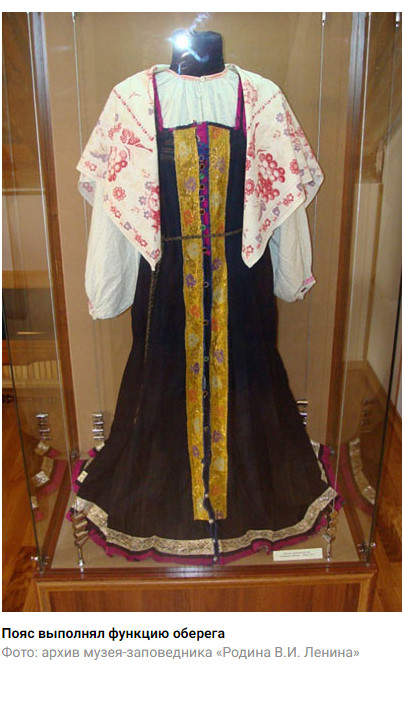 Пояс выполнял функцию оберега
Фото: архив музея-заповедника «Родина В.И. Ленина»